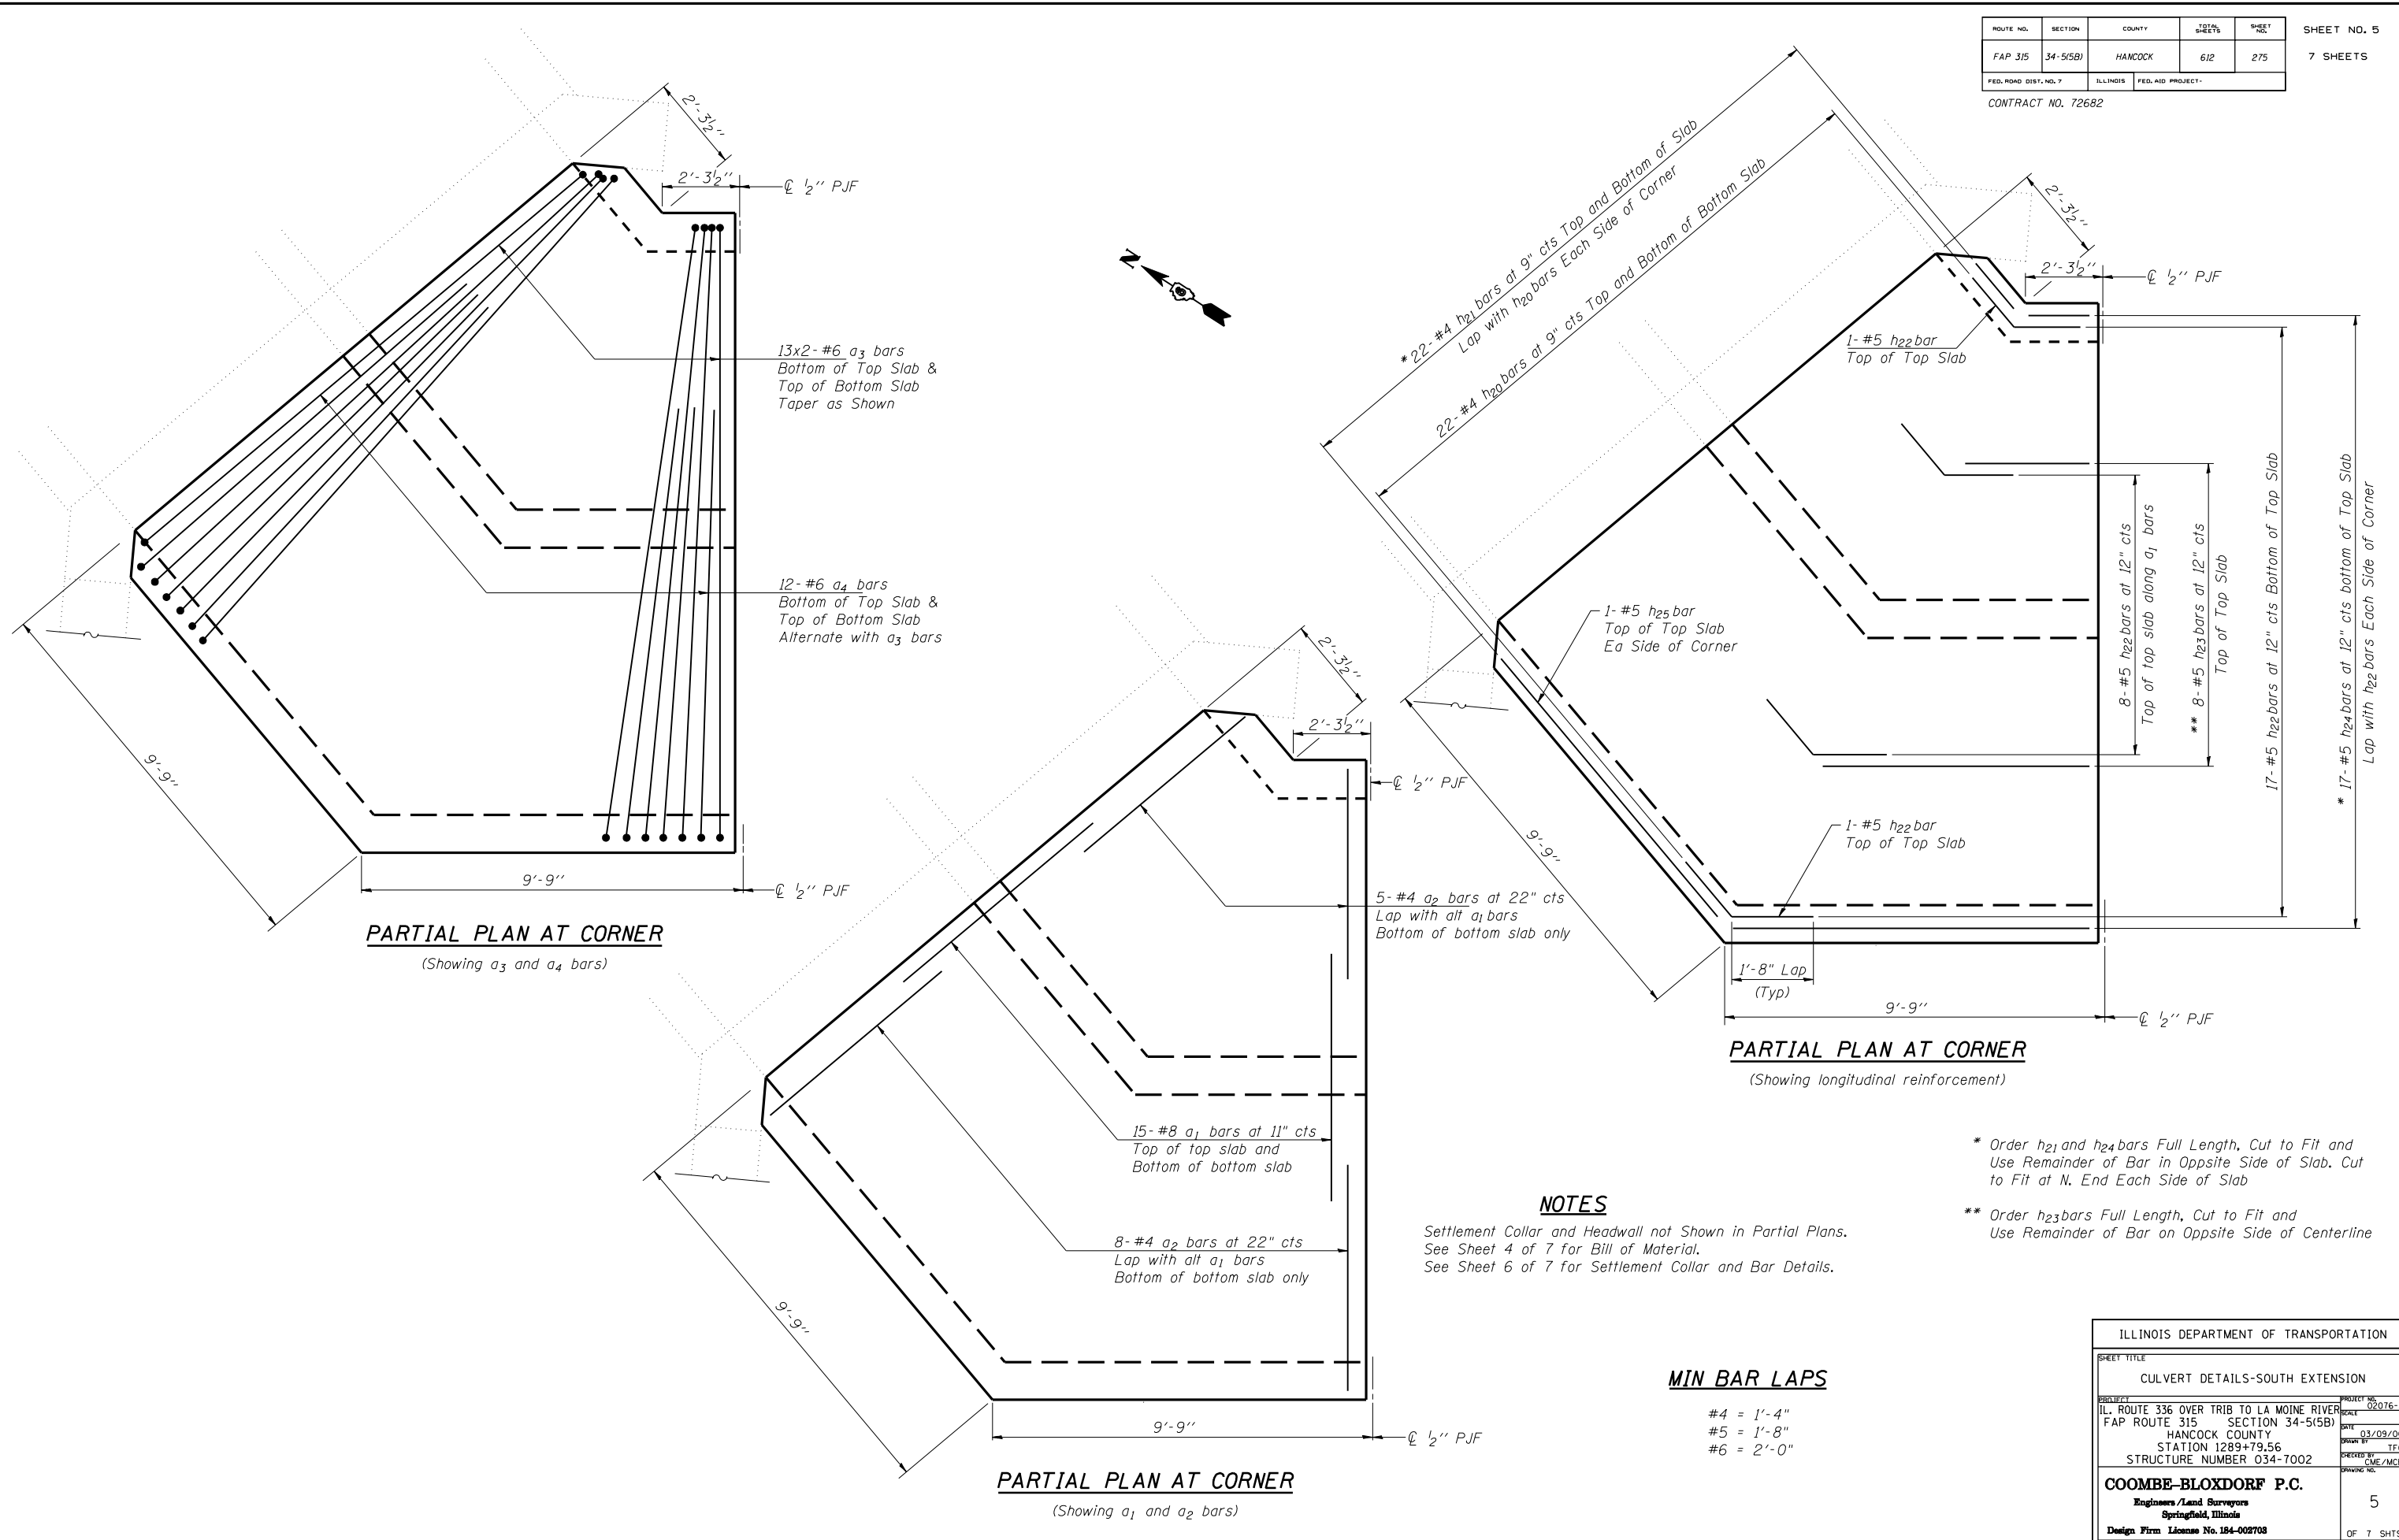 ROUTE NO. SECTION COUNTY TOTAL SHEETS SHEET NO.
FAP 315 34-5(5B) HANCOCK 612 275
FED. ROAD DIST. NO. 7 ILLINOIS FED. AID PROJECT-
SHEET NO. 5
7 SHEETS
CONTRACT NO. 72682
2'-3½''
2'-3½''
℄ ½'' PJF
13x2-#6 a3 bars
Bottom of Top Slab &
Top of Bottom Slab
Taper as Shown
12-#6 a4 bars
Bottom of Top Slab &
Top of Bottom Slab
Alternate with a3 bars
9'-9''
9'-9''
℄ ½'' PJF
PARTIAL PLAN AT CORNER
(Showing a3 and a4 bars)
N
2'-3½''
2'-3½''
℄ ½'' PJF
5-#4 a2 bars at 22" cts
Lap with alt a1 bars
Bottom of bottom slab only
15-#8 a1 bars at 11" cts
Top of top slab and
Bottom of bottom slab
8-#4 a2 bars at 22" cts
Lap with alt a1 bars
Bottom of bottom slab only
9'-9''
9'-9''
℄ ½'' PJF
PARTIAL PLAN AT CORNER
(Showing a1 and a2 bars)
*22-#4 h21 bars at 9" cts Top and Bottom of Slab
Lap with h20 bars Each Side of Corner
22-#4 h20 bars at 9" cts Top and Bottom of Bottom Slab
2'-3½''
2'-3½''
℄ ½'' PJF
1-#5 h22 bar
Top of Top Slab
1-#5 h25 bar
Top of Top Slab
Ea Side of Corner
1-#5 h22 bar
Top of Top Slab
8-#5 h22 bars at 12" cts
Top of top slab along a1 bars
** 8-#5 h23 bars at 12" cts
Top of Top Slab
17-#5 h22 bars at 12" cts Bottom of Top Slab
* 17-#5 h24 bars at 12" cts bottom of Top Slab
Lap with h22 bars Each Side of Corner
9'-9''
1'-8" Lap
(Typ)
9'-9''
℄ ½'' PJF
PARTIAL PLAN AT CORNER
(Showing longitudinal reinforcement)
* Order h21 and h24 bars Full Length, Cut to Fit and
Use Remainder of Bar in Oppsite Side of Slab. Cut
to Fit at N. End Each Side of Slab
** Order h23 bars Full Length, Cut to Fit and
Use Remainder of Bar on Oppsite Side of Centerline
NOTES
Settlement Collar and Headwall not Shown in Partial Plans.
See Sheet 4 of 7 for Bill of Material.
See Sheet 6 of 7 for Settlement Collar and Bar Details.
MIN BAR LAPS
#4 = 1'-4"
#5 = 1'-8"
#6 = 2'-0"
ILLINOIS DEPARTMENT OF TRANSPORTATION
SHEET TITLE
CULVERT DETAILS-SOUTH EXTENSION
PROJECT
IL. ROUTE 336 OVER TRIB TO LA MOINE RIVER
FAP ROUTE 315 SECTION 34-5(5B)
HANCOCK COUNTY
STATION 1289+79.56
STRUCTURE NUMBER 034-7002
PROJECT NO.
02076-
SCALE
DATE
03/09/0
DRAWN BY
CHECKED BY
DRAWING NO.
5
OF 7 SHTS
COOMBE-BLOXDORF P.C.
Engineers/Land Surveyors
Springfield, Illinois
Design Firm License No. 184-002703